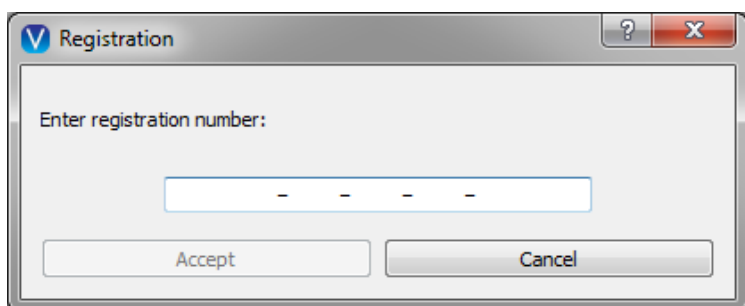 V Registration ? X
Enter registration number:
- - - -
Accept Cancel